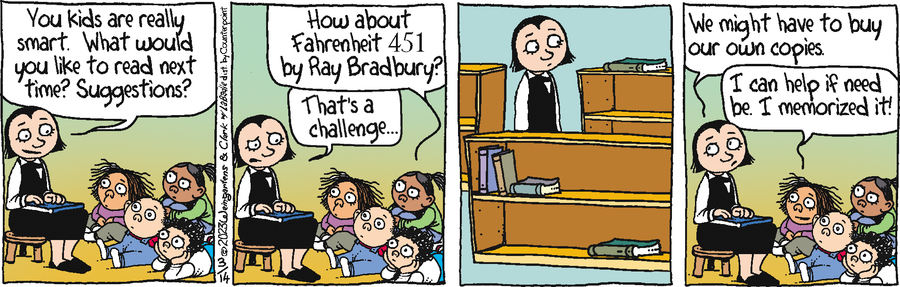 You kids are really
smart. What would
you like to read next
time? Suggestions?
How about
Fahrenheit 451
by Ray Bradbury?
That's a
challenge...
We might have to buy
our own copies.
I can help if need
be. I memorized it!